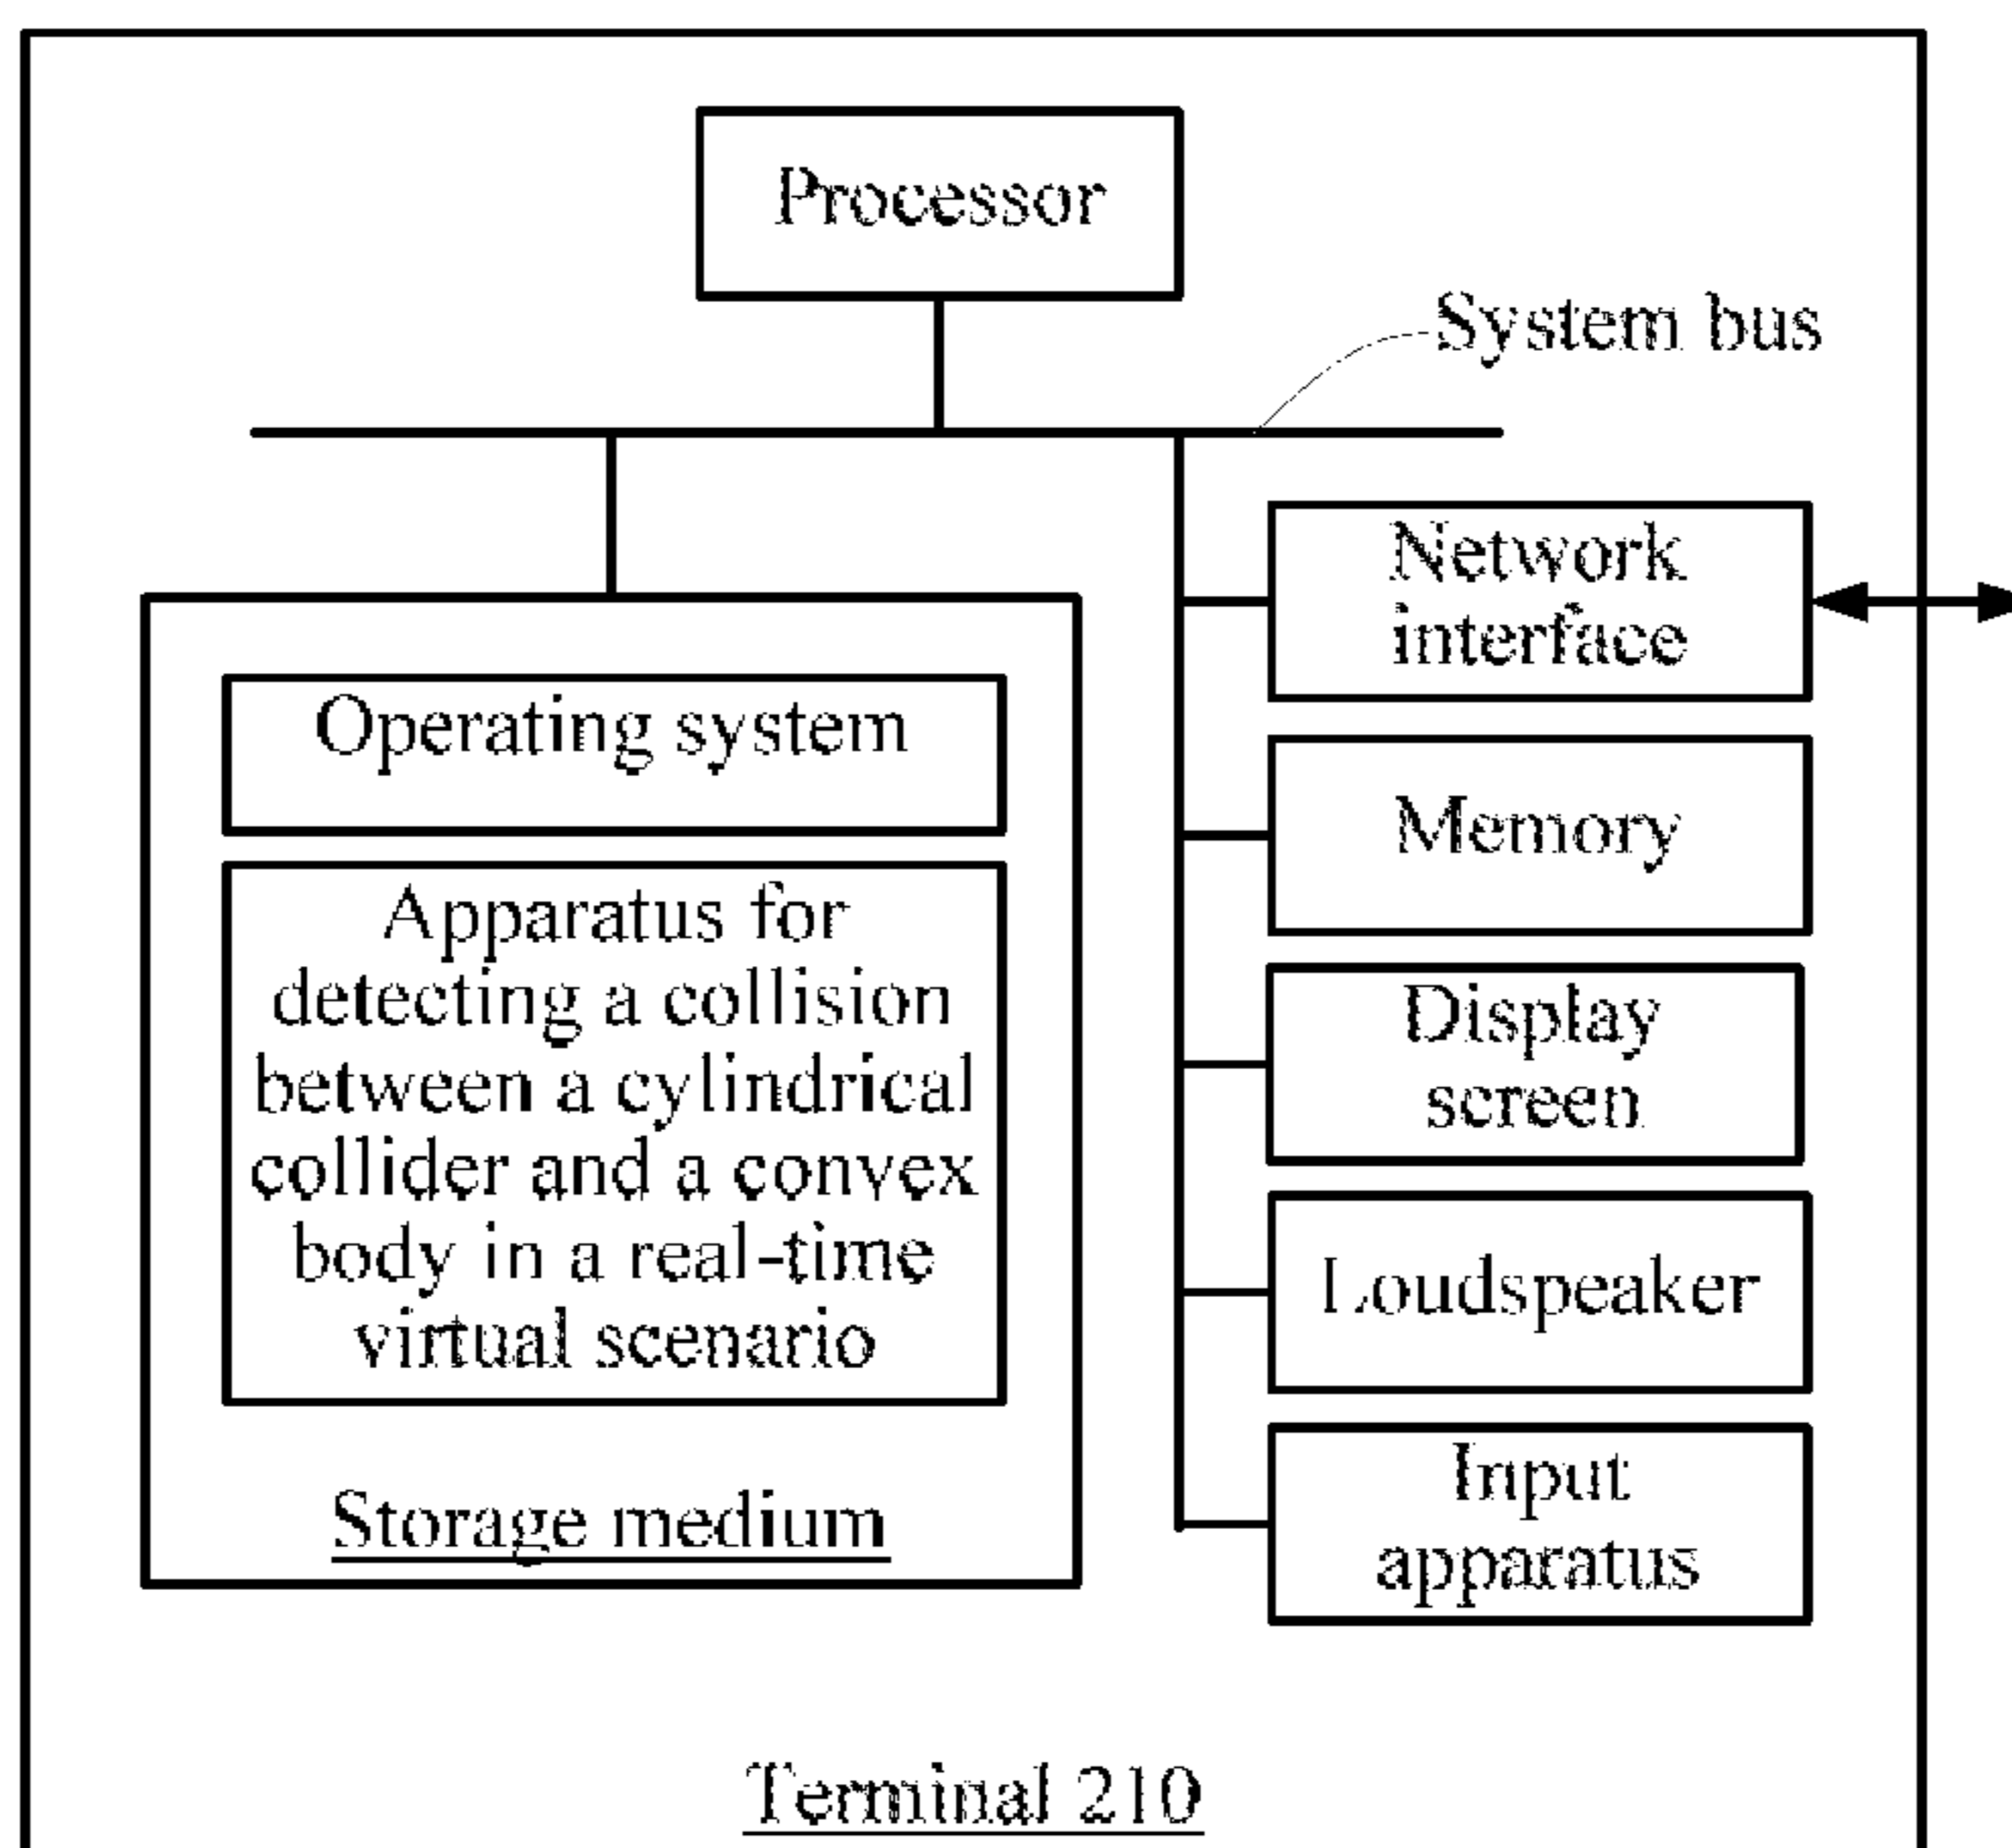 Processor
System bus
Network
interface
Operating system
Memory
Apparatus for
detecting a collision
between a cylindrical
collider and a convex
body in a real-time
virtual scenario
Storage medium
Display
screen
Loudspeaker
Input
apparatus
Terminal 210